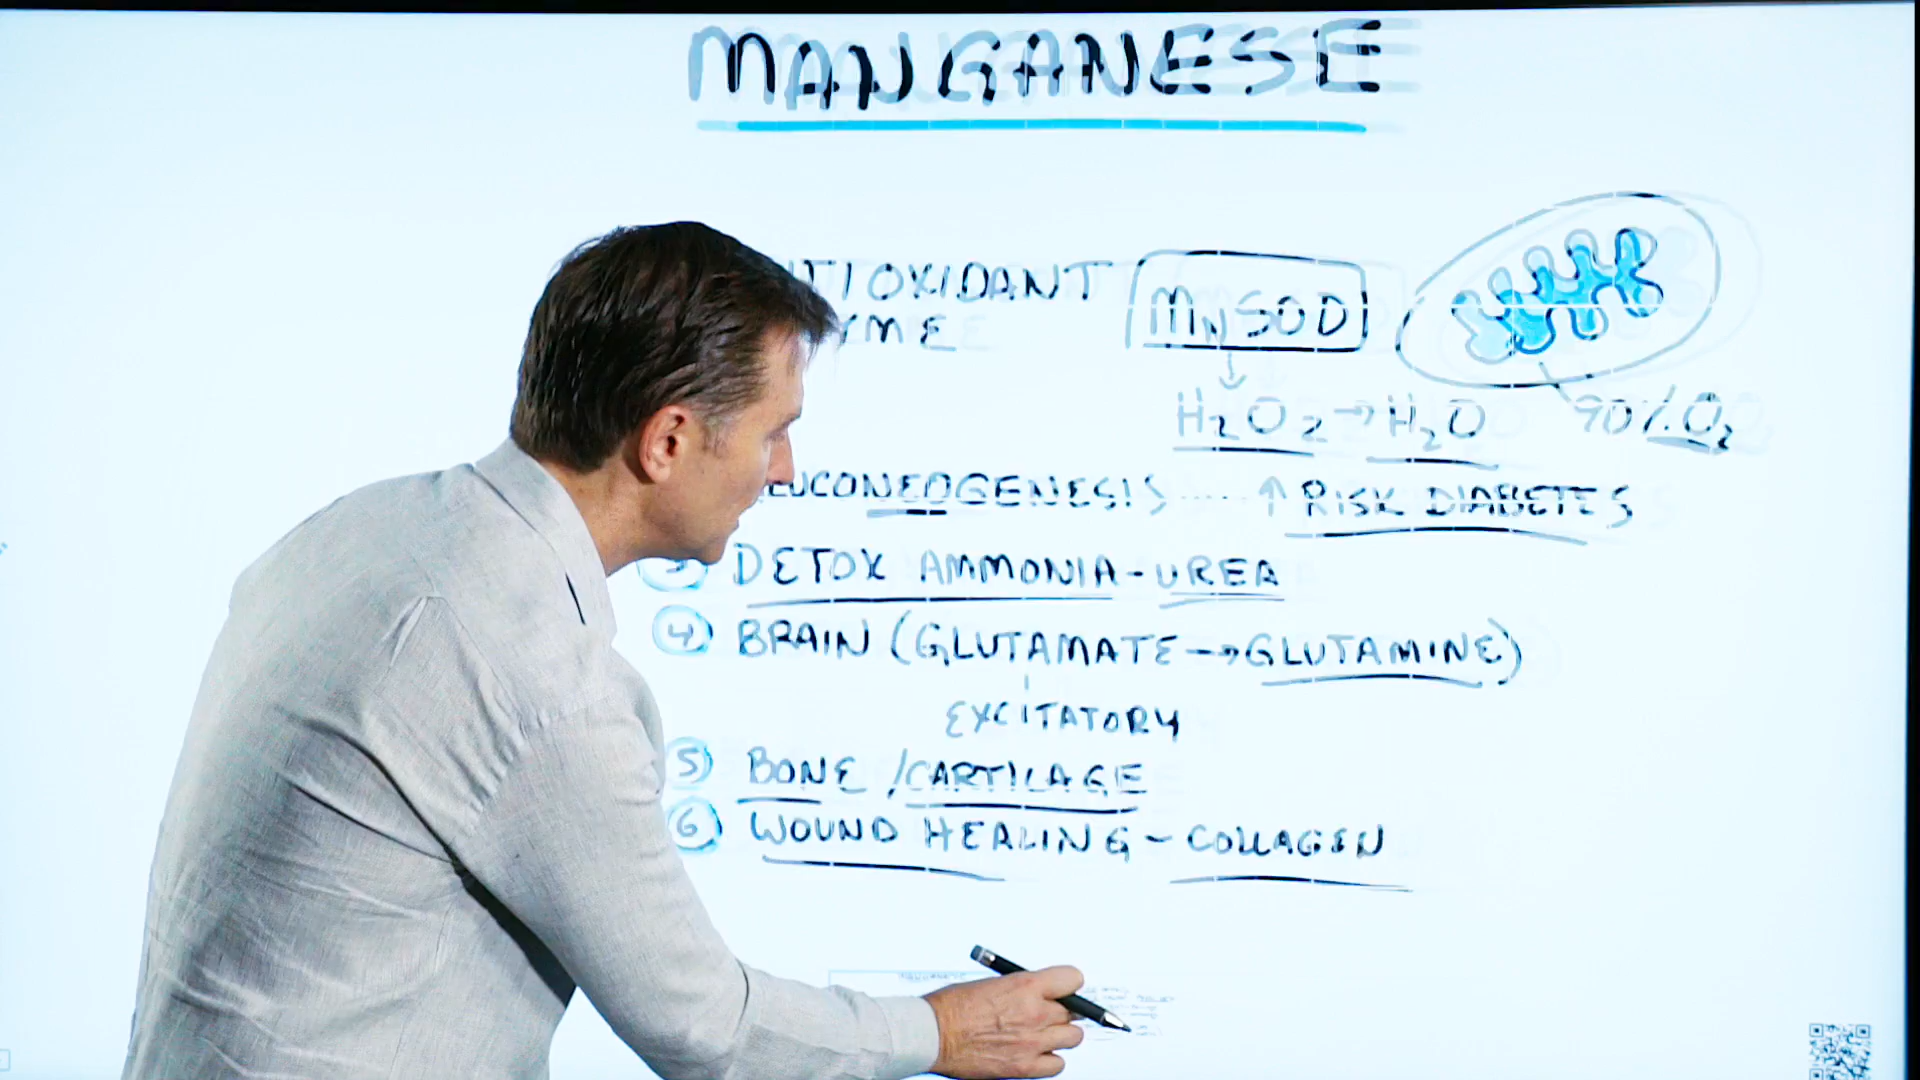 MANGANESE
TIOXIDANT MnSOD
YME
H2O2 → H2O 90% O2
LUCONEOGENESIS ..... ↑ RISK DIABETES
DETOX AMMONIA - UREA
4 BRAIN (GLUTAMATE → GLUTAMINE)
EXCITATORY
5 BONE / CARTILAGE
6 WOUND HEALING - COLLAGEN